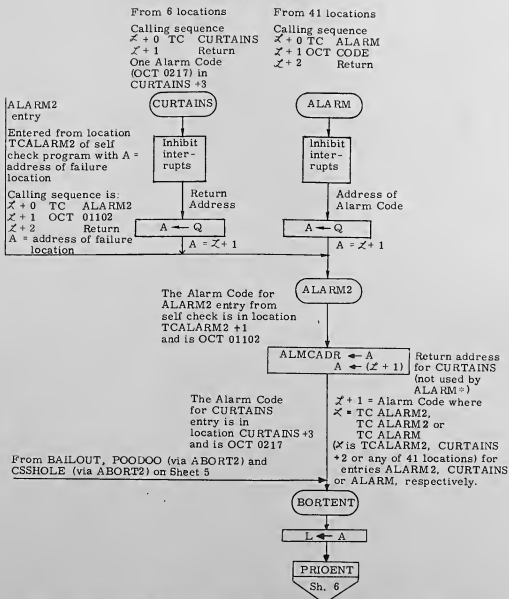 From 6 locations
Calling sequence
𝓛 + 0 TC CURTAINS
𝓛 + 1 Return
One Alarm Code
(OCT 0217) in
CURTAINS +3
From 41 locations
Calling sequence
𝓛 + 0 TC ALARM
𝓛 + 1 OCT CODE
𝓛 + 2 Return
ALARM2
entry
Entered from location
TCALARM2 of self
check program with A =
address of failure
location
Calling sequence is:
𝓛 + 0 TC ALARM2
𝓛 + 1 OCT 01102
𝓛 + 2 Return
A = address of failure
location
CURTAINS
Inhibit
inter-
rupts
Return
Address
A ← Q
A = 𝓛 + 1
ALARM
Inhibit
inter-
rupts
Address of
Alarm Code
A ← Q
A = 𝓛 + 1
ALARM2
The Alarm Code for
ALARM2 entry from
self check is in location
TCALARM2 +1
and is OCT 01102
ALMCADR ← A
A ← (𝓛 + 1)
Return address
for CURTAINS
(not used by
ALARM*)
The Alarm Code
for CURTAINS
entry is in
location CURTAINS +3
and is OCT 0217
𝓛 + 1 = Alarm Code where
𝓛 = TC ALARM2,
TC ALARM2 or
TC ALARM
(𝓛 is TCALARM2, CURTAINS
+2 or any of 41 locations) for
entries ALARM2, CURTAINS
or ALARM, respectively.
From BAILOUT, POODOO (via ABORT2) and
CSSHOLE (via ABORT2) on Sheet 5
BORTENT
L ← A
PRIOENT
Sh. 6